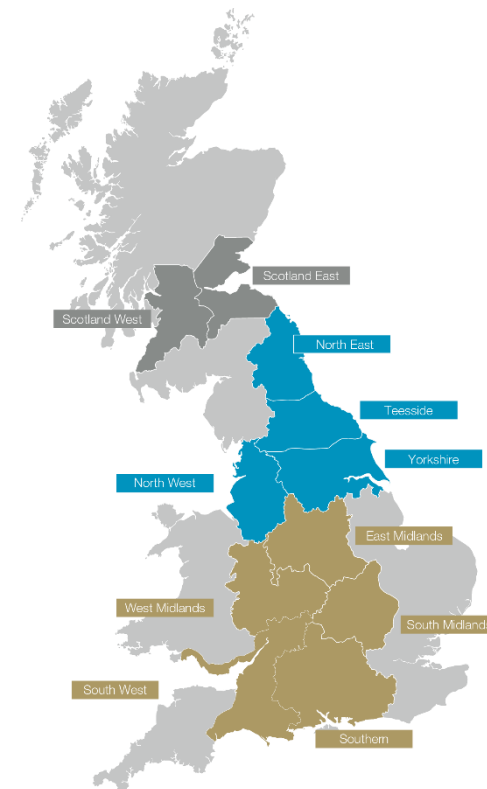 Scotland East
Scotland West
North East
Teesside
Yorkshire
North West
East Midlands
West Midlands
South Midlands
South West
Southern